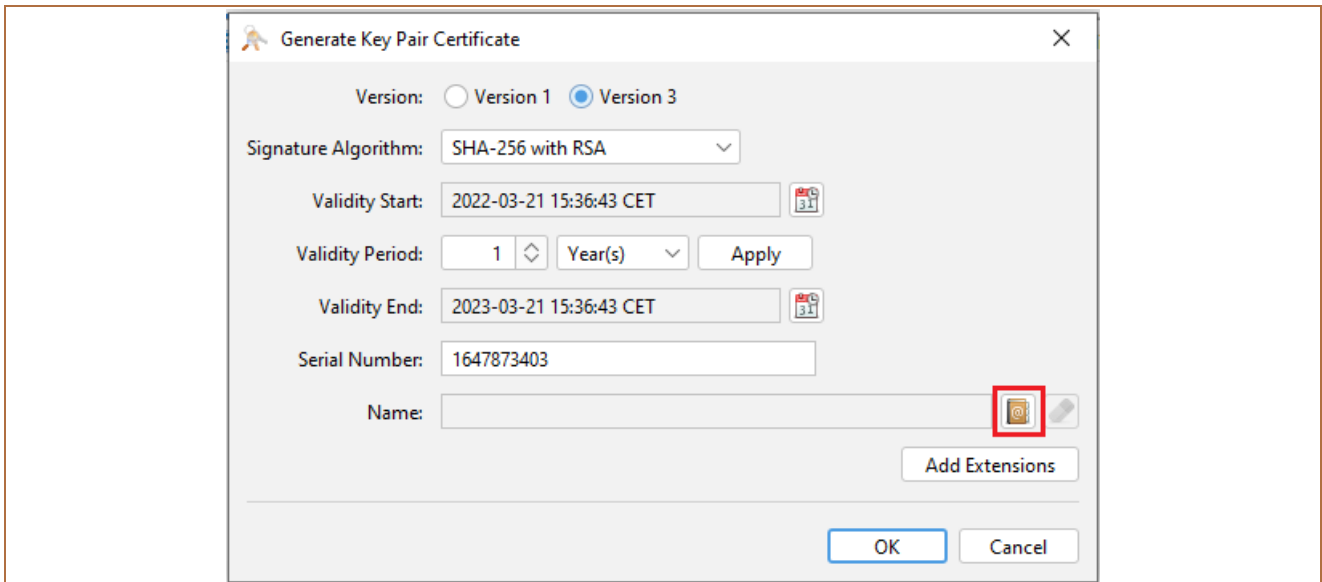 Generate Key Pair Certificate
Version: Version 1 Version 3
Signature Algorithm: SHA-256 with RSA
Validity Start: 2022-03-21 15:36:43 CET
Validity Period: 1 Year(s) Apply
Validity End: 2023-03-21 15:36:43 CET
Serial Number: 1647873403
Name:
Add Extensions
OK Cancel